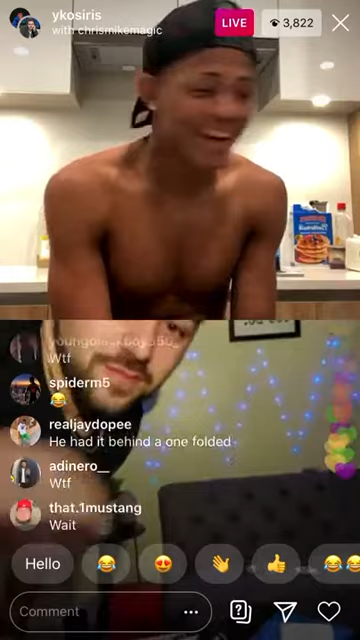 ykosiris
with chrismikemagic
LIVE
3,822
Wtf
spiderm5
😂
realjaydopee
He had it behind a one folded
adinero__
Wtf
that.1mustang
Wait
Hello
Comment